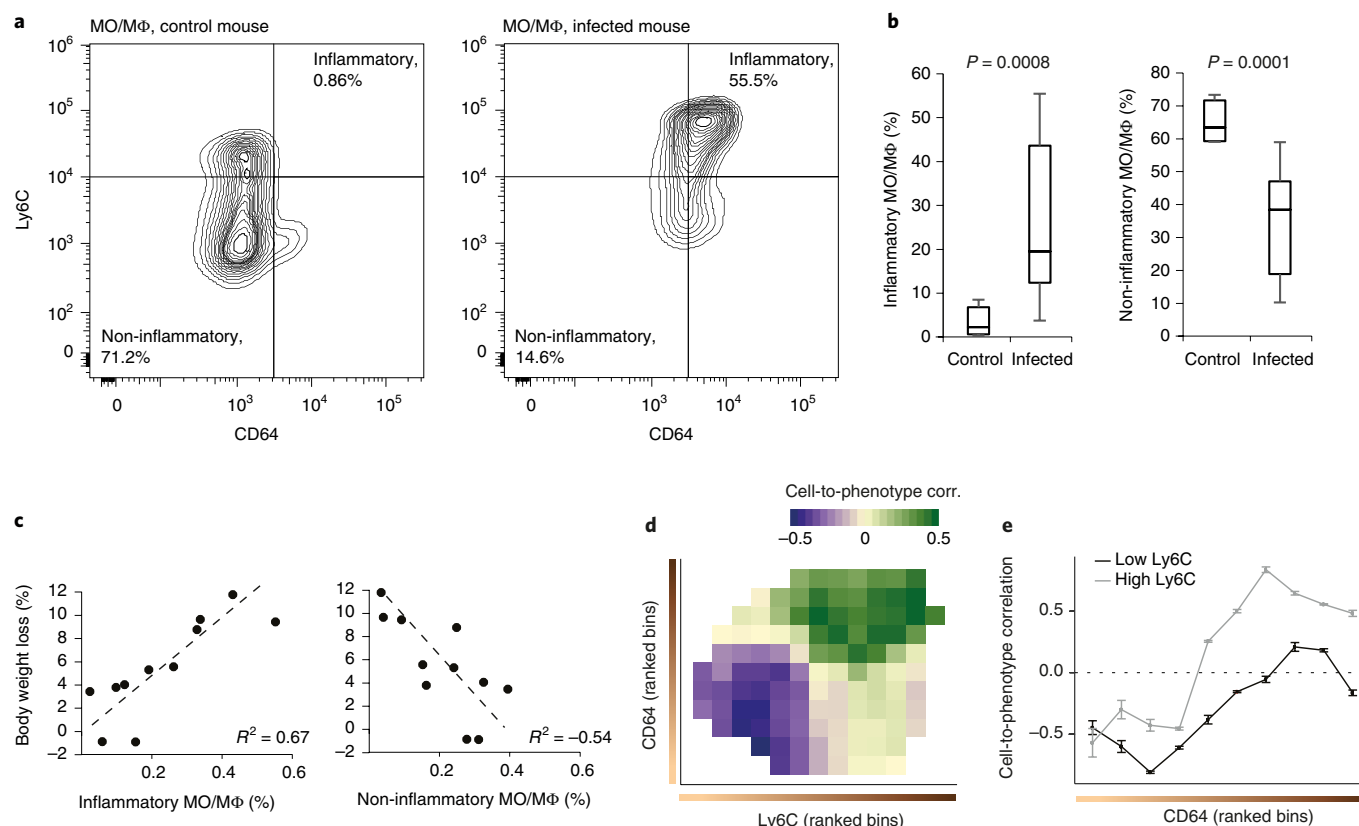 a
MO/MΦ, control mouse
MO/MΦ, infected mouse
10⁶
10⁵
10⁴
10³
10²
0
Ly6C
Inflammatory,
0.86%
Non-inflammatory,
71.2%
0
10³
10⁴
10⁵
CD64
10⁶
10⁵
10⁴
10³
10²
0
Inflammatory,
55.5%
Non-inflammatory,
14.6%
0
10³
10⁴
10⁵
CD64
b
P = 0.0008
Inflammatory MO/MΦ (%)
60
50
40
30
20
10
0
Control Infected
P = 0.0001
Non-inflammatory MO/MΦ (%)
80
70
60
50
40
30
20
10
0
Control Infected
c
Body weight loss (%)
12
10
8
6
4
2
0
−2
R² = 0.67
0.2
0.4
0.6
Inflammatory MO/MΦ (%)
12
10
8
6
4
2
0
−2
R² = −0.54
0.2
0.4
0.6
Non-inflammatory MO/MΦ (%)
d
Cell-to-phenotype corr.
−0.5
0
0.5
CD64 (ranked bins)
Ly6C (ranked bins)
e
Low Ly6C
High Ly6C
Cell-to-phenotype correlation
0.5
0.0
−0.5
CD64 (ranked bins)